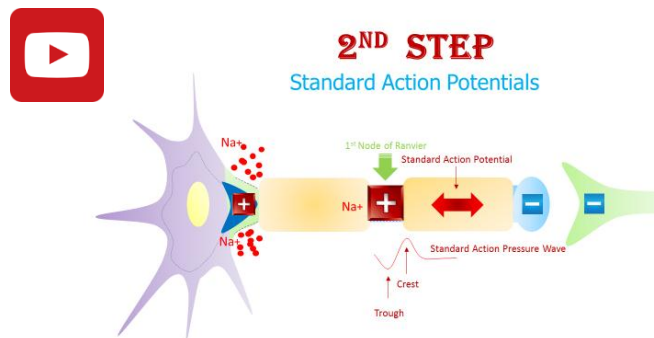 2ND STEP
Standard Action Potentials
Na+
1st Node of Ranvier
Standard Action Potential
+
Na+
+
−
−
Na+
Standard Action Pressure Wave
Crest
Trough